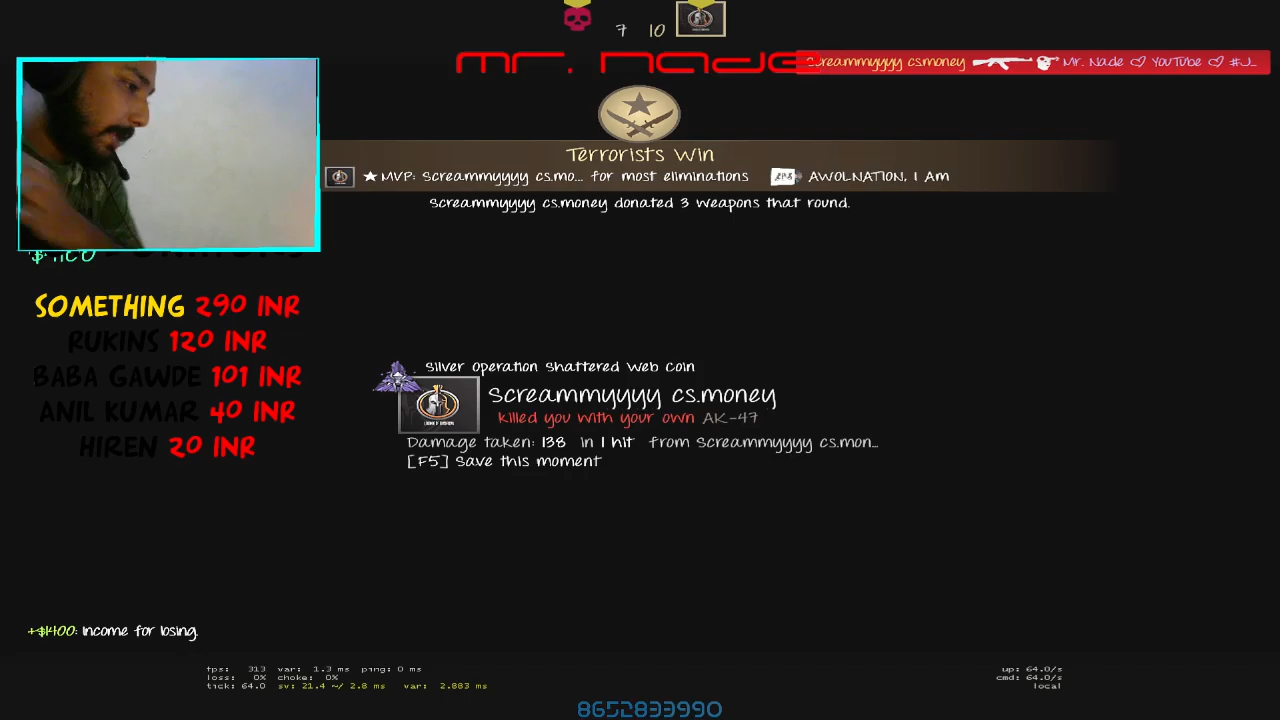 7 10
MR. NADE
Screammyyyy cs.money Mr. Nade ♡ YouTube ♡ #J...
Terrorists Win
★ MVP: Screammyyyy cs.mo... for most eliminations AWOLNATION, I Am
Screammyyyy cs.money donated 3 weapons that round.
SOMETHING 290 INR
RUKINS 120 INR
BABA GAWDE 101 INR
ANIL KUMAR 40 INR
HIREN 20 INR
Silver Operation Shattered Web Coin
Screammyyyy cs.money
killed you with your own AK-47
Damage taken: 138 in 1 hit from Screammyyyy cs.mon...
[F5] Save this moment
+$1400: Income for losing.
fps: 313 var: 1.3 ms ping: 0 ms
loss: 0% choke: 0%
tick: 64.0 sv: 21.4 ~/ 2.8 ms var: 2.883 ms
up: 64.0/s
cmd: 64.0/s
local
8652833990